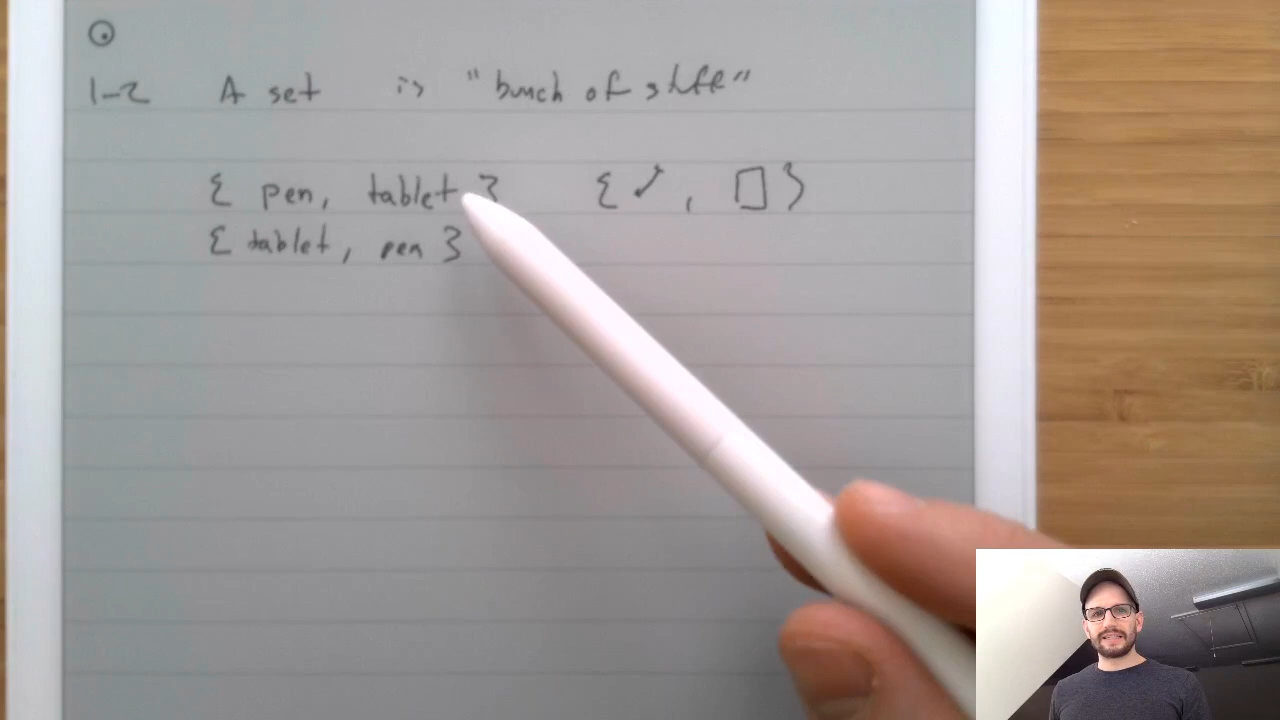 1-2 A set is "bunch of stuff"
{ pen, tablet } { , }
{ tablet, pen }